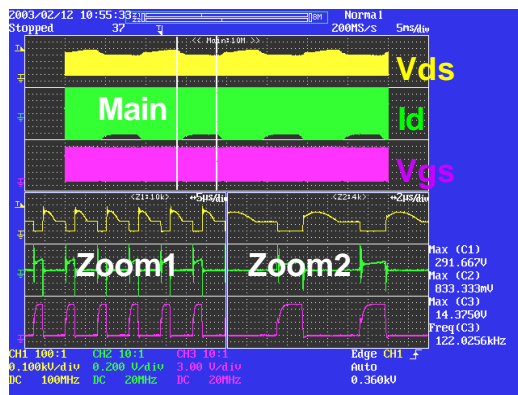 2003/02/12 10:55:33
8M Normal
Stopped 37 200MS/s 5ms/div
<< Main:10M >>
Vds
Main
Id
Vgs
<Z1:10k> ↔5µs/div <Z2:4k> ↔2µs/div
Zoom1 Zoom2
Max (C1)
291.667V
Max (C2)
833.333mV
Max (C3)
14.3750V
Freq(C3)
122.0256kHz
CH1 100:1 CH2 10:1 CH3 10:1 Edge CH1
0.100kV/div 0.200 V/div 3.00 V/div Auto
DC 100MHz DC 20MHz DC 20MHz 0.360kV